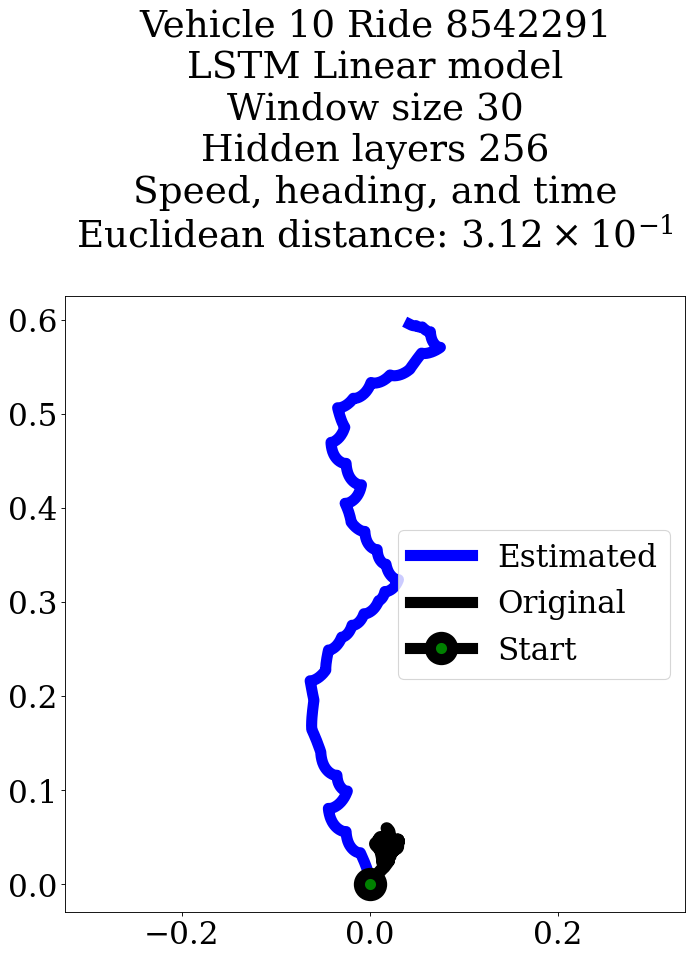 Vehicle 10 Ride 8542291
LSTM Linear model
Window size 30
Hidden layers 256
Speed, heading, and time
Euclidean distance: 3.12 × 10⁻¹
0.6
0.5
0.4
0.3
0.2
0.1
0.0
Estimated
Original
Start
−0.2 0.0 0.2